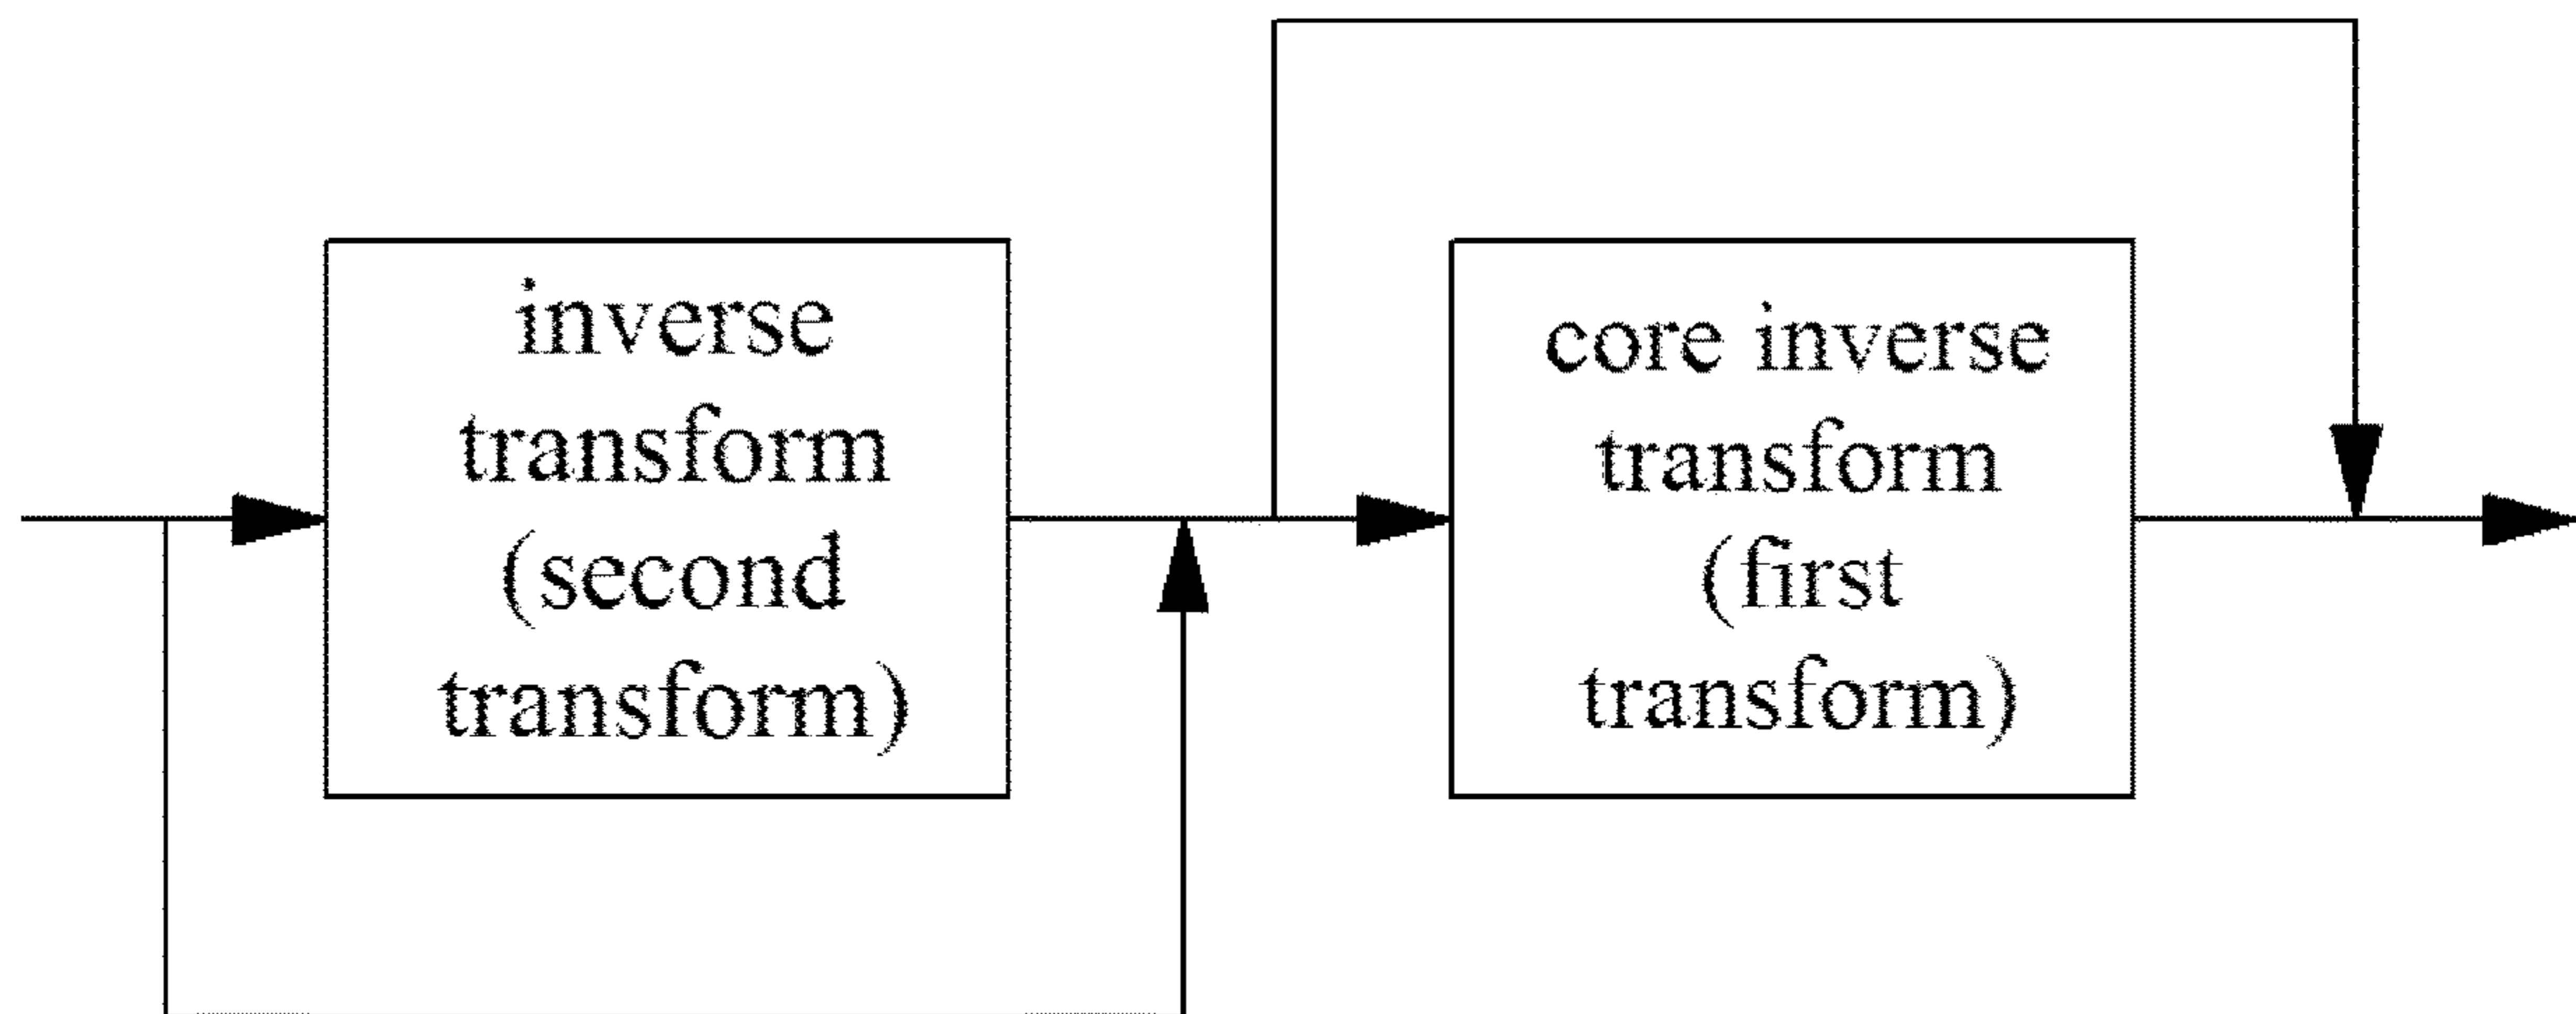 inverse
transform
(second
transform)
core inverse
transform
(first
transform)